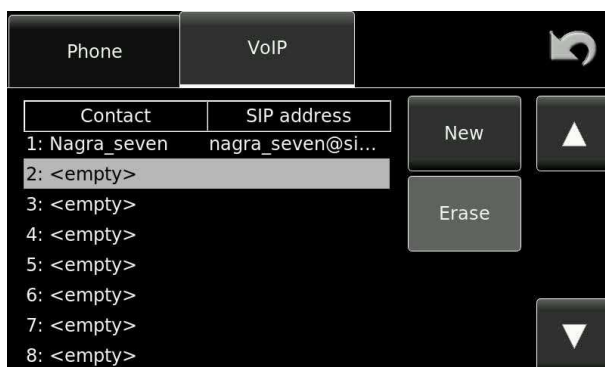 Phone VoIP
Contact SIP address
1: Nagra_seven nagra_seven@si...
2: <empty>
3: <empty>
4: <empty>
5: <empty>
6: <empty>
7: <empty>
8: <empty>
New
Erase